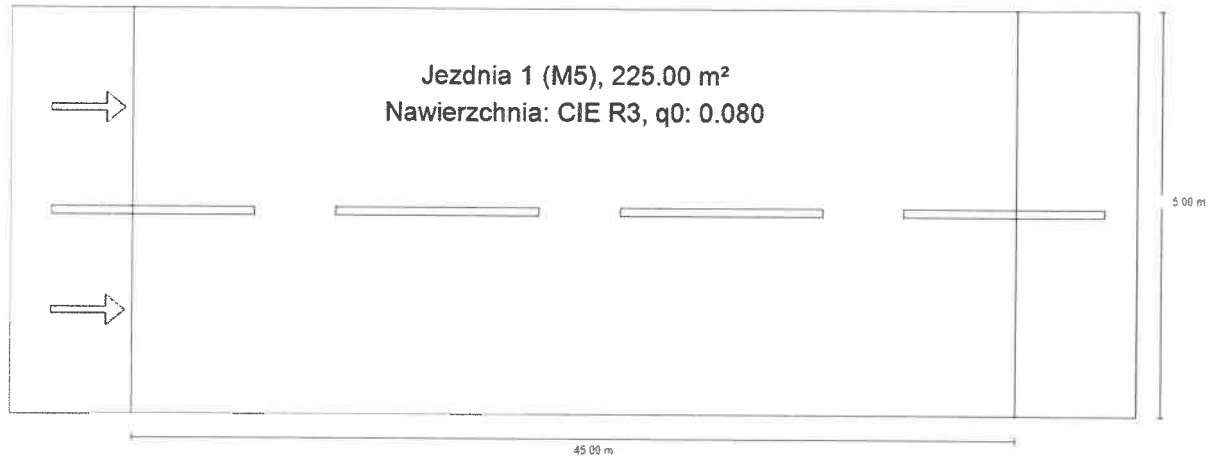 Jezdnia 1 (M5), 225.00 m²
Nawierzchnia: CIE R3, q0: 0.080
5.00 m
45.00 m